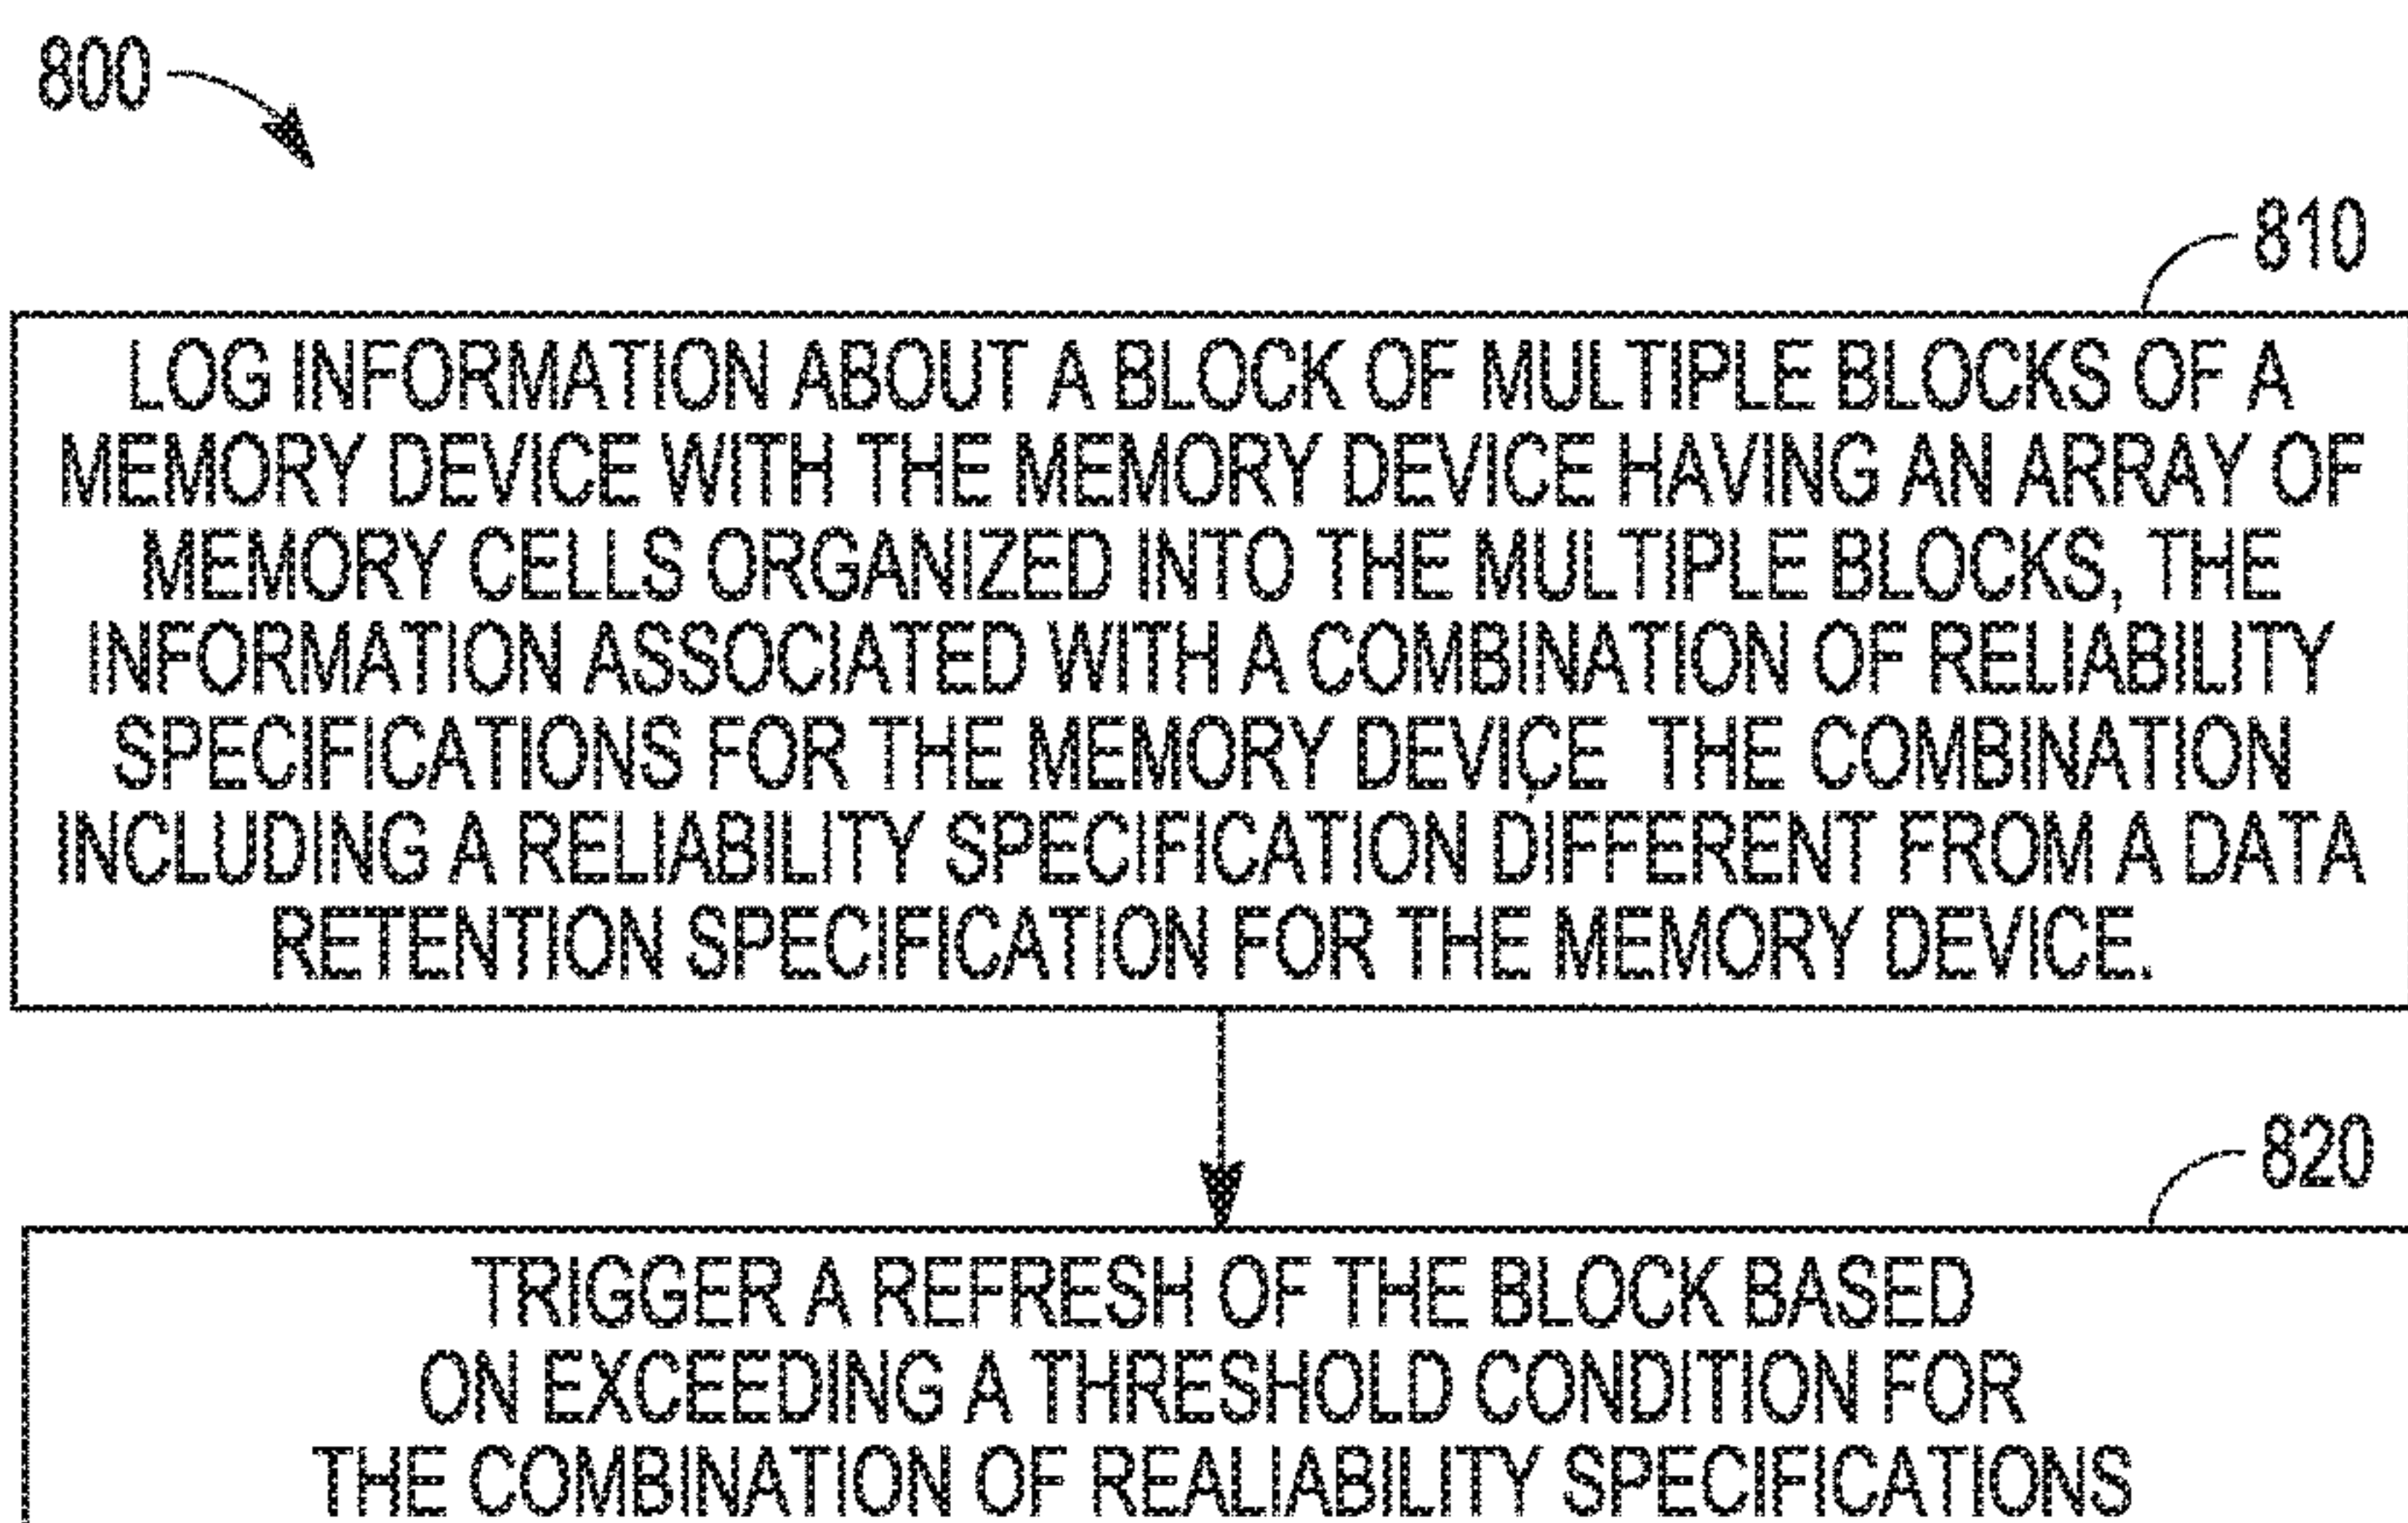 800
810
LOG INFORMATION ABOUT A BLOCK OF MULTIPLE BLOCKS OF A
MEMORY DEVICE WITH THE MEMORY DEVICE HAVING AN ARRAY OF
MEMORY CELLS ORGANIZED INTO THE MULTIPLE BLOCKS, THE
INFORMATION ASSOCIATED WITH A COMBINATION OF RELIABILITY
SPECIFICATIONS FOR THE MEMORY DEVICE, THE COMBINATION
INCLUDING A RELIABILITY SPECIFICATION DIFFERENT FROM A DATA
RETENTION SPECIFICATION FOR THE MEMORY DEVICE.
820
TRIGGER A REFRESH OF THE BLOCK BASED
ON EXCEEDING A THRESHOLD CONDITION FOR
THE COMBINATION OF REALIABILITY SPECIFICATIONS